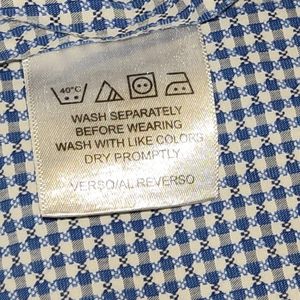 40°C
WASH SEPARATELY
BEFORE WEARING
WASH WITH LIKE COLORS
DRY PROMPTLY
VERSO/AL REVERSO